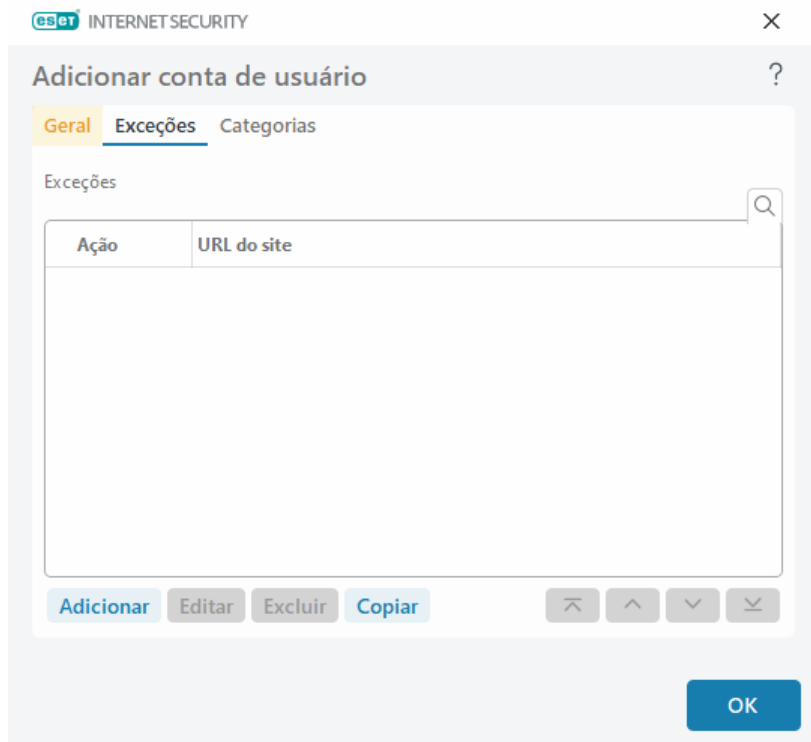 eset INTERNET SECURITY
Adicionar conta de usuário
?
Geral Exceções Categorias
Exceções
Ação URL do site
Adicionar Editar Excluir Copiar
OK